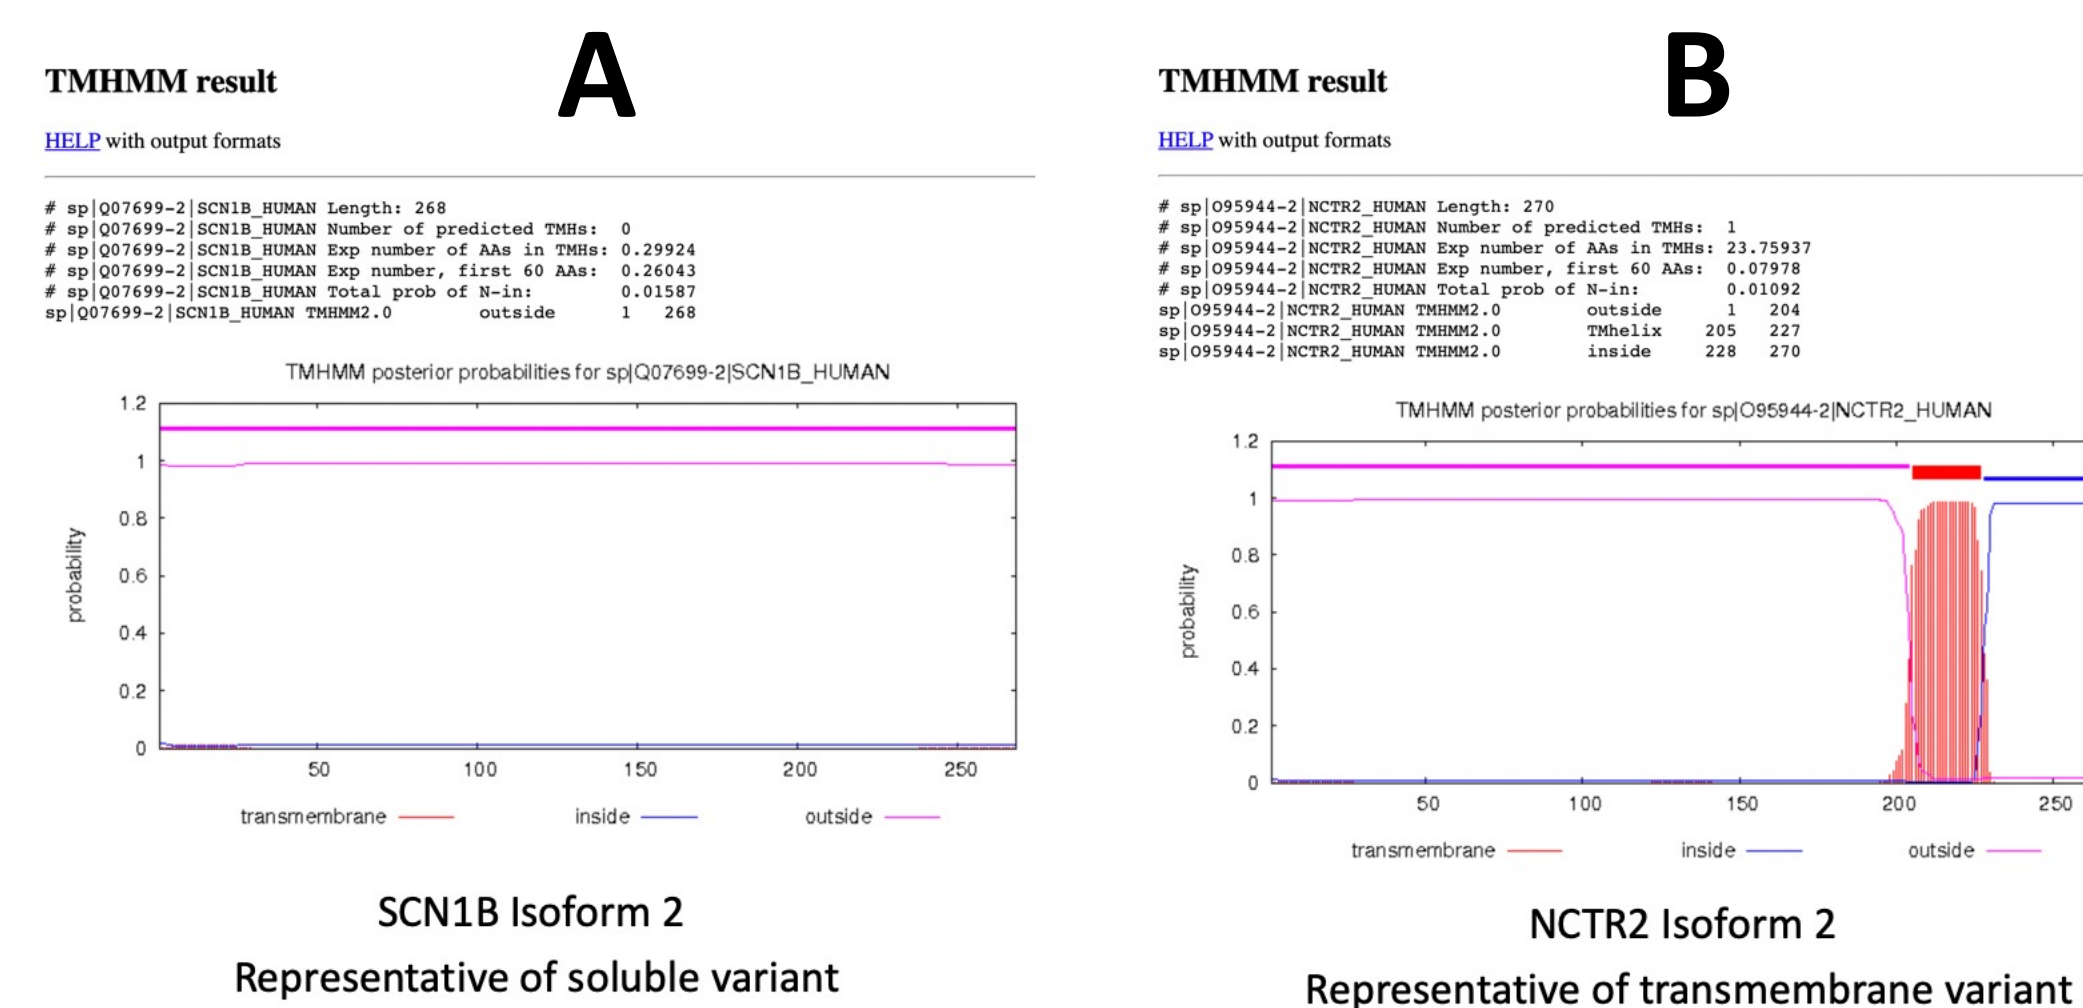 A
TMHMM result
HELP with output formats
# sp|Q07699-2|SCN1B_HUMAN Length: 268
# sp|Q07699-2|SCN1B_HUMAN Number of predicted TMHs: 0
# sp|Q07699-2|SCN1B_HUMAN Exp number of AAs in TMHs: 0.29924
# sp|Q07699-2|SCN1B_HUMAN Exp number, first 60 AAs: 0.26043
# sp|Q07699-2|SCN1B_HUMAN Total prob of N-in: 0.01587
sp|Q07699-2|SCN1B_HUMAN TMHMM2.0 outside 1 268
TMHMM posterior probabilities for sp|Q07699-2|SCN1B_HUMAN
1.2
1
0.8
0.6
0.4
0.2
0
probability
50 100 150 200 250
transmembrane inside outside
SCN1B Isoform 2
Representative of soluble variant
B
TMHMM result
HELP with output formats
# sp|O95944-2|NCTR2_HUMAN Length: 270
# sp|O95944-2|NCTR2_HUMAN Number of predicted TMHs: 1
# sp|O95944-2|NCTR2_HUMAN Exp number of AAs in TMHs: 23.75937
# sp|O95944-2|NCTR2_HUMAN Exp number, first 60 AAs: 0.07978
# sp|O95944-2|NCTR2_HUMAN Total prob of N-in: 0.01092
sp|O95944-2|NCTR2_HUMAN TMHMM2.0 outside 1 204
sp|O95944-2|NCTR2_HUMAN TMHMM2.0 TMhelix 205 227
sp|O95944-2|NCTR2_HUMAN TMHMM2.0 inside 228 270
TMHMM posterior probabilities for sp|O95944-2|NCTR2_HUMAN
1.2
1
0.8
0.6
0.4
0.2
0
probability
50 100 150 200 250
transmembrane inside outside
NCTR2 Isoform 2
Representative of transmembrane variant